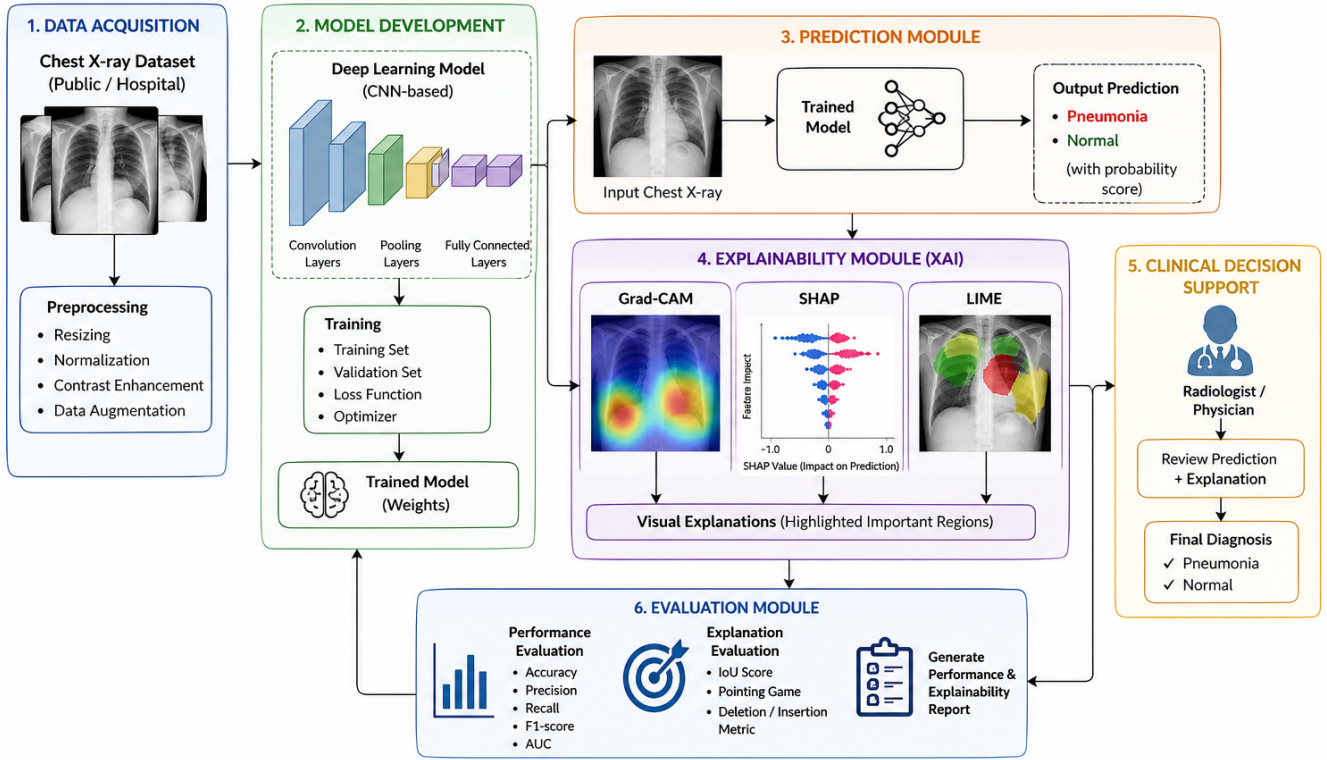 1. DATA ACQUISITION
Chest X-ray Dataset
(Public / Hospital)
Preprocessing
• Resizing
• Normalization
• Contrast Enhancement
• Data Augmentation
2. MODEL DEVELOPMENT
Deep Learning Model
(CNN-based)
Convolution
Layers
Pooling
Layers
Fully Connected
Layers
Training
• Training Set
• Validation Set
• Loss Function
• Optimizer
Trained Model
(Weights)
3. PREDICTION MODULE
Input Chest X-ray
Trained
Model
Output Prediction
• Pneumonia
• Normal
(with probability
score)
4. EXPLAINABILITY MODULE (XAI)
Grad-CAM
SHAP
Feature Impact
−1.0 0 1.0
SHAP Value (Impact on Prediction)
LIME
Visual Explanations (Highlighted Important Regions)
5. CLINICAL DECISION
SUPPORT
Radiologist /
Physician
Review Prediction
+ Explanation
Final Diagnosis
✓ Pneumonia
✓ Normal
6. EVALUATION MODULE
Performance
Evaluation
• Accuracy
• Precision
• Recall
• F1-score
• AUC
Explanation
Evaluation
• IoU Score
• Pointing Game
• Deletion / Insertion
Metric
Generate
Performance &
Explainability
Report